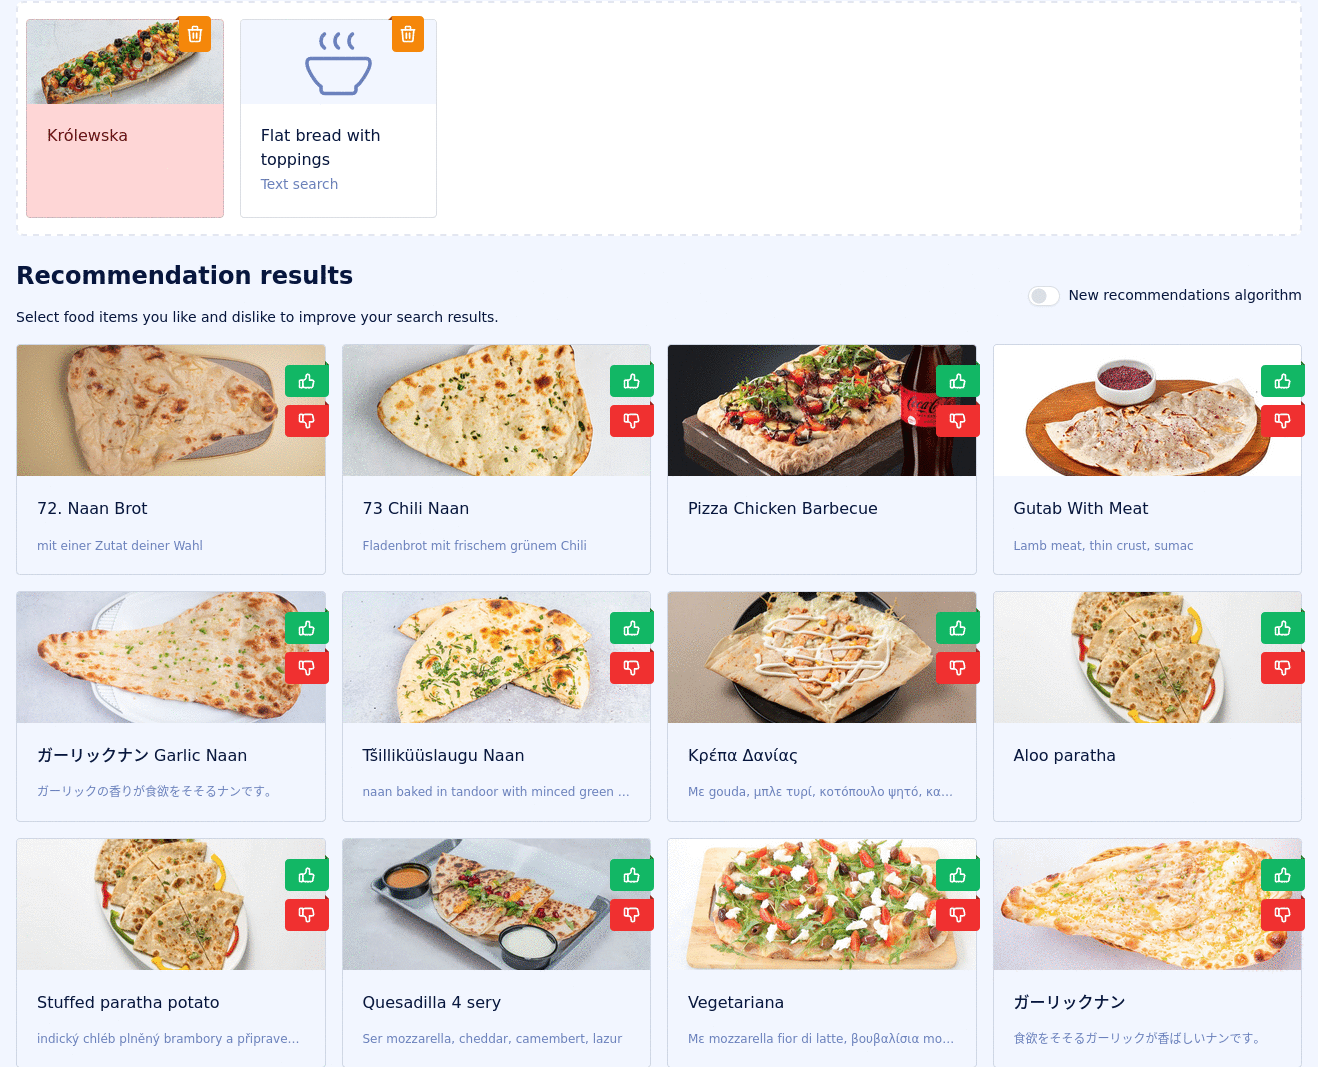 Królewska
Flat bread with
toppings
Text search
Recommendation results
New recommendations algorithm
Select food items you like and dislike to improve your search results.
72. Naan Brot
mit einer Zutat deiner Wahl
73 Chili Naan
Fladenbrot mit frischem grünem Chili
Coca-Cola
Pizza Chicken Barbecue
Gutab With Meat
Lamb meat, thin crust, sumac
ガーリックナン Garlic Naan
ガーリックの香りが食欲をそそるナンです。
Tšilliküüslaugu Naan
naan baked in tandoor with minced green ...
Κρέπα Δανίας
Με gouda, μπλε τυρί, κοτόπουλο ψητό, κα...
Aloo paratha
Stuffed paratha potato
indický chléb plněný brambory a připrave...
Quesadilla 4 sery
Ser mozzarella, cheddar, camembert, lazur
Vegetariana
Με mozzarella fior di latte, βουβαλίσια mo...
ガーリックナン
食欲をそそるガーリックが香ばしいナンです。